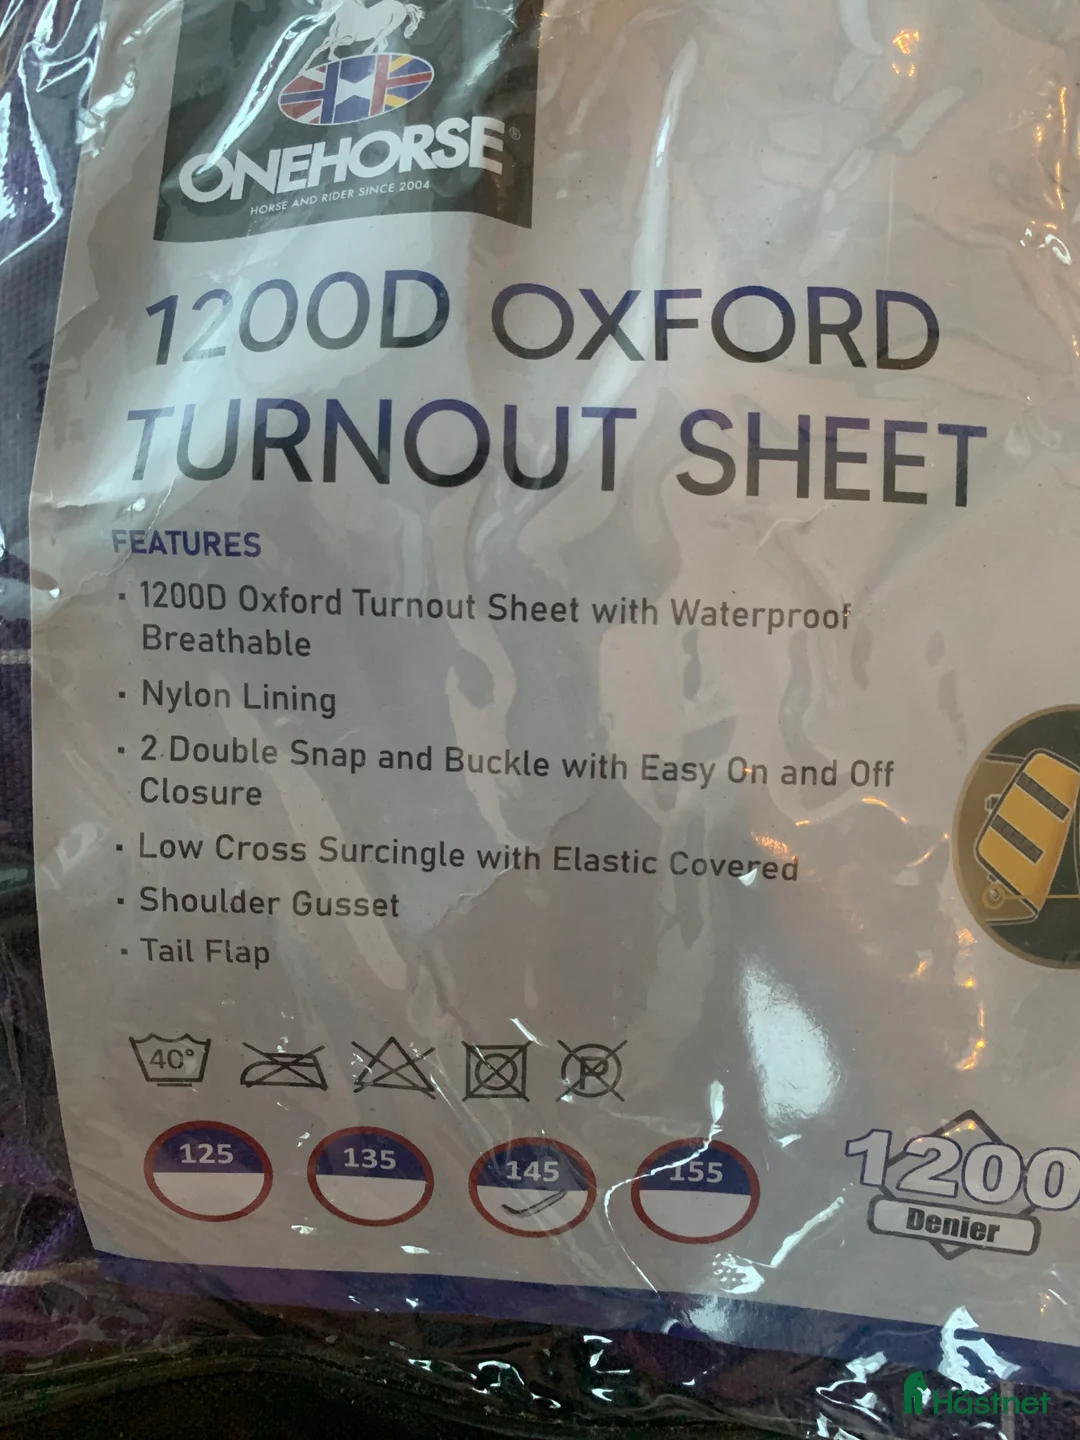 ONEHORSE®
HORSE AND RIDER SINCE 2004
1200D OXFORD
TURNOUT SHEET
FEATURES
· 1200D Oxford Turnout Sheet with Waterproof
Breathable
· Nylon Lining
· 2 Double Snap and Buckle with Easy On and Off
Closure
· Low Cross Surcingle with Elastic Covered
· Shoulder Gusset
· Tail Flap
40°
P
125 135 145 155
1200
Denier
Hästnet